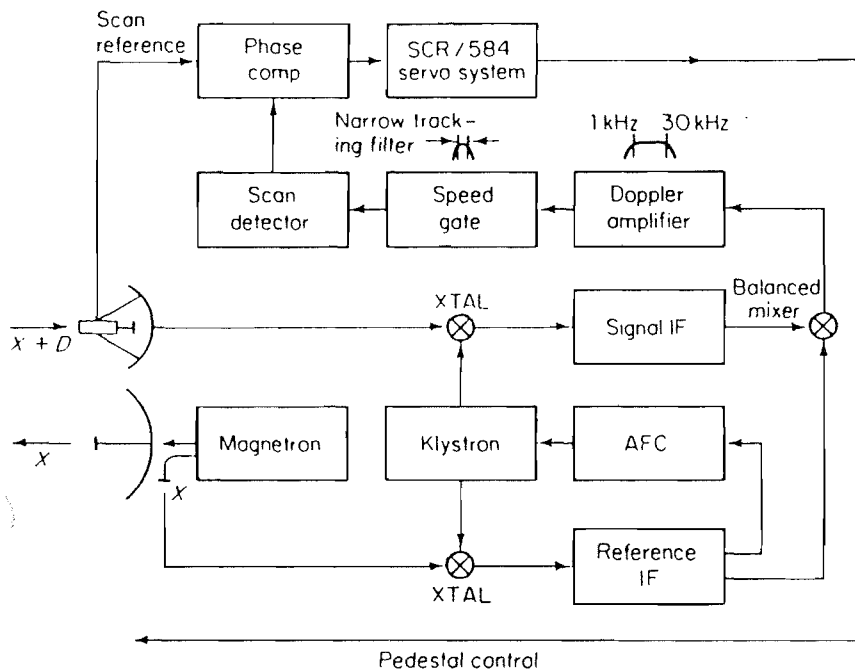 Scan
reference
Phase
comp
SCR / 584
servo system
Narrow track-
ing filter
1 kHz
30 kHz
Scan
detector
Speed
gate
Doppler
amplifier
XTAL
Signal IF
Balanced
mixer
X + D
Magnetron
Klystron
AFC
X
X
XTAL
Reference
IF
Pedestal control